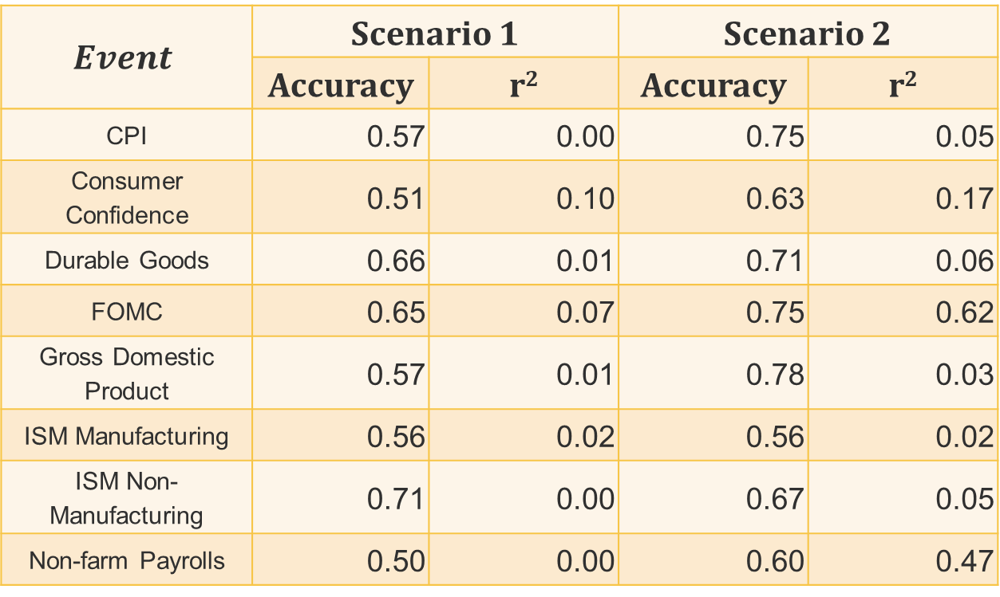 Event Scenario 1 Scenario 2
Accuracy r² Accuracy r²
CPI 0.57 0.00 0.75 0.05
Consumer
Confidence 0.51 0.10 0.63 0.17
Durable Goods 0.66 0.01 0.71 0.06
FOMC 0.65 0.07 0.75 0.62
Gross Domestic
Product 0.57 0.01 0.78 0.03
ISM Manufacturing 0.56 0.02 0.56 0.02
ISM Non-
Manufacturing 0.71 0.00 0.67 0.05
Non-farm Payrolls 0.50 0.00 0.60 0.47